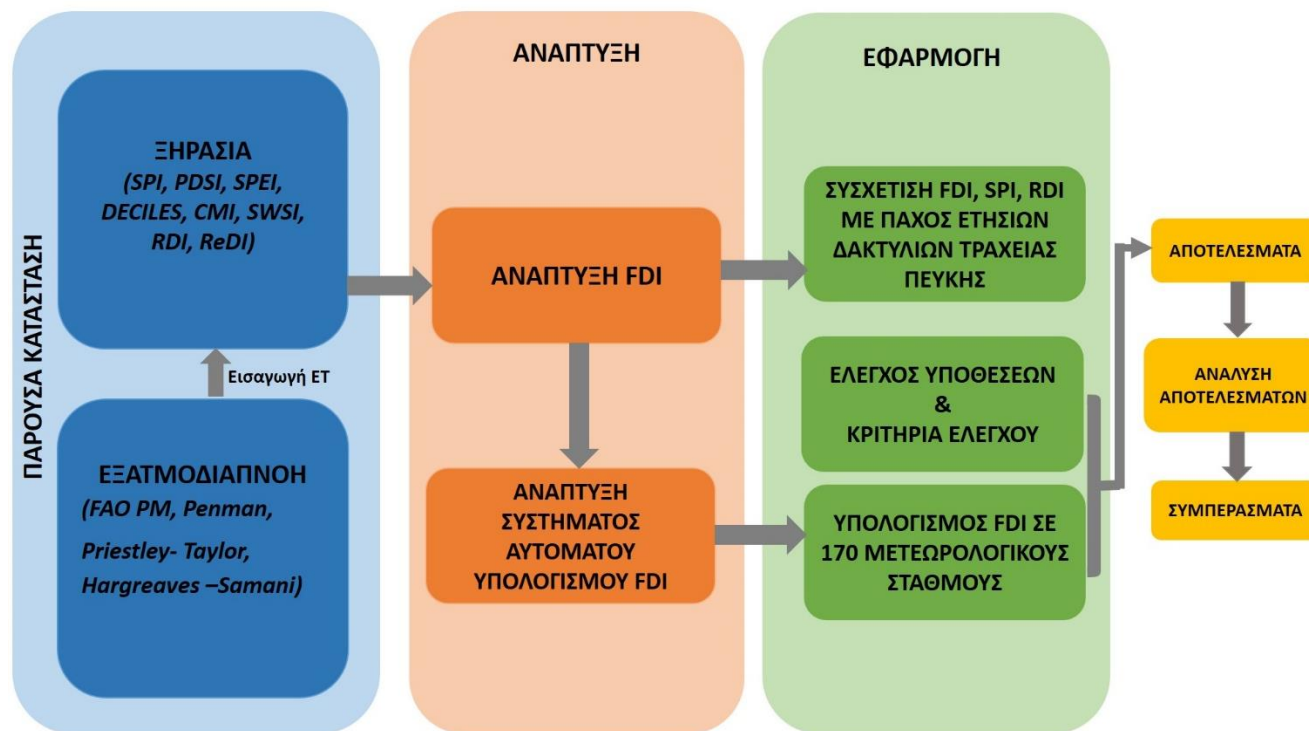 ΠΑΡΟΥΣΑ ΚΑΤΑΣΤΑΣΗ
ΞΗΡΑΣΙΑ
(SPI, PDSI, SPEI,
DECILES, CMI, SWSI,
RDI, ReDI)
Εισαγωγή ET
ΕΞΑΤΜΟΔΙΑΠΝΟΗ
(FAO PM, Penman,
Priestley- Taylor,
Hargreaves –Samani)
ΑΝΑΠΤΥΞΗ
ΑΝΑΠΤΥΞΗ FDI
ΑΝΑΠΤΥΞΗ
ΣΥΣΤΗΜΑΤΟΣ
ΑΥΤΟΜΑΤΟΥ
ΥΠΟΛΟΓΙΣΜΟΥ FDI
ΕΦΑΡΜΟΓΗ
ΣΥΣΧΕΤΙΣΗ FDI, SPI, RDI
ΜΕ ΠΑΧΟΣ ΕΤΗΣΙΩΝ
ΔΑΚΤΥΛΙΩΝ ΤΡΑΧΕΙΑΣ
ΠΕΥΚΗΣ
ΕΛΕΓΧΟΣ ΥΠΟΘΕΣΕΩΝ
&
ΚΡΙΤΗΡΙΑ ΕΛΕΓΧΟΥ
ΥΠΟΛΟΓΙΣΜΟΣ FDI ΣΕ
170 ΜΕΤΕΩΡΟΛΟΓΙΚΟΥΣ
ΣΤΑΘΜΟΥΣ
ΑΠΟΤΕΛΕΣΜΑΤΑ
ΑΝΑΛΥΣΗ
ΑΠΟΤΕΛΕΣΜΑΤΩΝ
ΣΥΜΠΕΡΑΣΜΑΤΑ